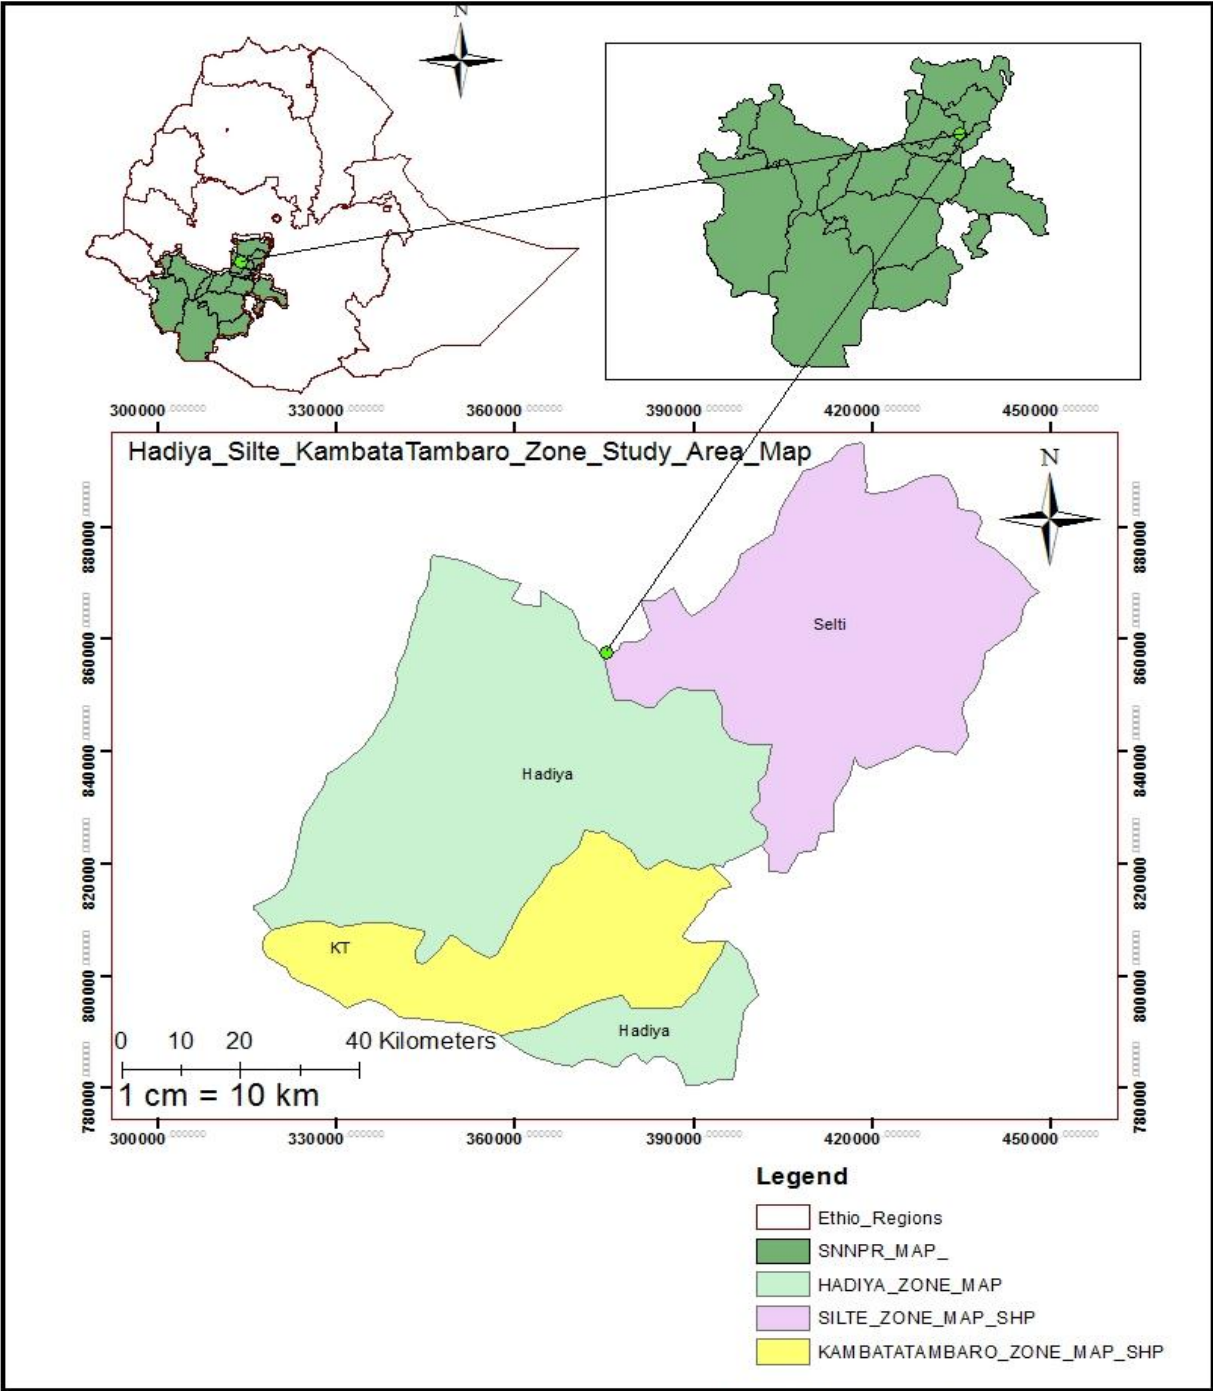 N
300000 330000 360000 390000 420000 450000
Hadiya_Silte_KambataTambaro_Zone_Study_Area_Map
N
880000 880000
860000 860000
Selti
840000 840000
Hadiya
820000 820000
KT
800000 800000
Hadiya
0 10 20 40 Kilometers
1 cm = 10 km
780000 780000
300000 330000 360000 390000 420000 450000
Legend
Ethio_Regions
SNNPR_MAP_
HADIYA_ZONE_MAP
SILTE_ZONE_MAP_SHP
KAMBATATAMBARO_ZONE_MAP_SHP